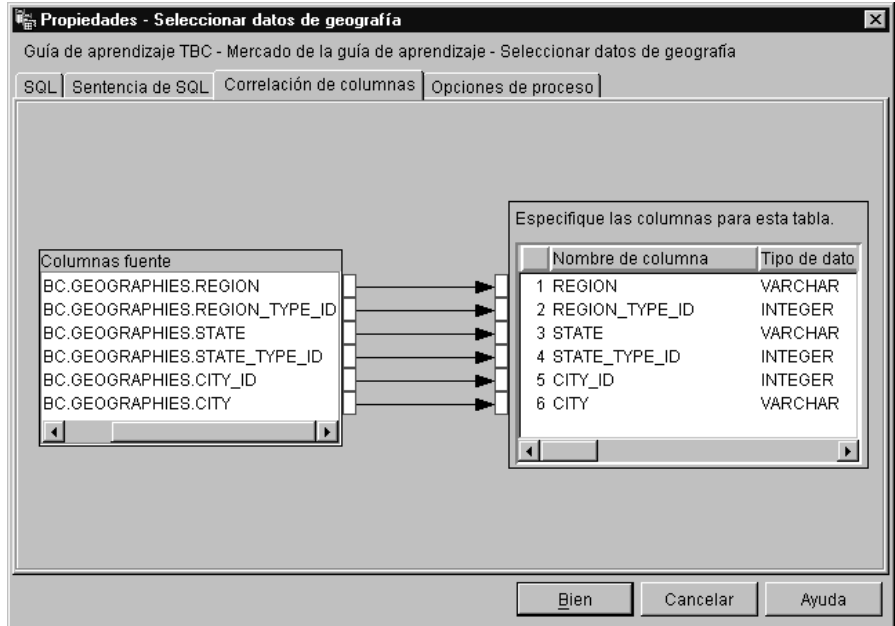 Propiedades - Seleccionar datos de geografía
Guía de aprendizaje TBC - Mercado de la guía de aprendizaje - Seleccionar datos de geografía
SQL Sentencia de SQL Correlación de columnas Opciones de proceso
Especifique las columnas para esta tabla.
Columnas fuente
BC.GEOGRAPHIES.REGION
BC.GEOGRAPHIES.REGION_TYPE_ID
BC.GEOGRAPHIES.STATE
BC.GEOGRAPHIES.STATE_TYPE_ID
BC.GEOGRAPHIES.CITY_ID
BC.GEOGRAPHIES.CITY
Nombre de columna Tipo de dato
1 REGION VARCHAR
2 REGION_TYPE_ID INTEGER
3 STATE VARCHAR
4 STATE_TYPE_ID INTEGER
5 CITY_ID INTEGER
6 CITY VARCHAR
Bien Cancelar Ayuda